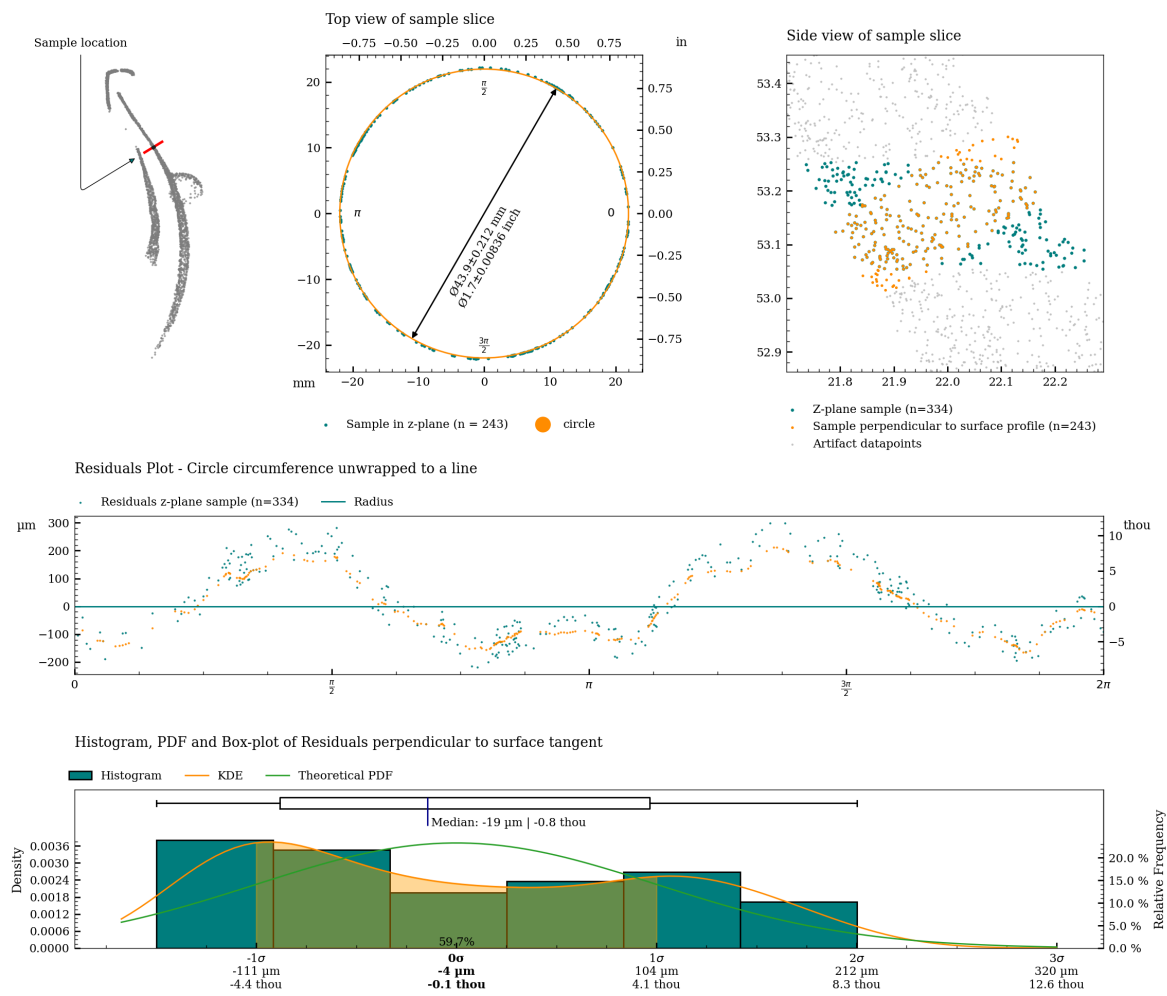 Sample location
Top view of sample slice
−0.75 −0.50 −0.25 0.00 0.25 0.50 0.75 in
20
10
0
−10
−20
mm
−20 −10 0 10 20
0.75
0.50
0.25
0.00
−0.25
−0.50
−0.75
π/2
π
0
3π/2
Ø43.9±0.212 mm
Ø1.7±0.00836 inch
Sample in z-plane (n = 243) circle
Side view of sample slice
53.4
53.3
53.2
53.1
53.0
52.9
21.8 21.9 22.0 22.1 22.2
Z-plane sample (n=334)
Sample perpendicular to surface profile (n=243)
Artifact datapoints
Residuals Plot - Circle circumference unwrapped to a line
Residuals z-plane sample (n=334) Radius
µm
300
200
100
0
−100
−200
thou
10
5
0
−5
0 π/2 π 3π/2 2π
Histogram, PDF and Box-plot of Residuals perpendicular to surface tangent
Histogram KDE Theoretical PDF
Median: -19 µm | -0.8 thou
Density
0.0036
0.0030
0.0024
0.0018
0.0012
0.0006
0.0000
Relative Frequency
20.0 %
15.0 %
10.0 %
5.0 %
0.0 %
59.7%
-1σ 0σ 1σ 2σ 3σ
-111 µm -4 µm 104 µm 212 µm 320 µm
-4.4 thou -0.1 thou 4.1 thou 8.3 thou 12.6 thou